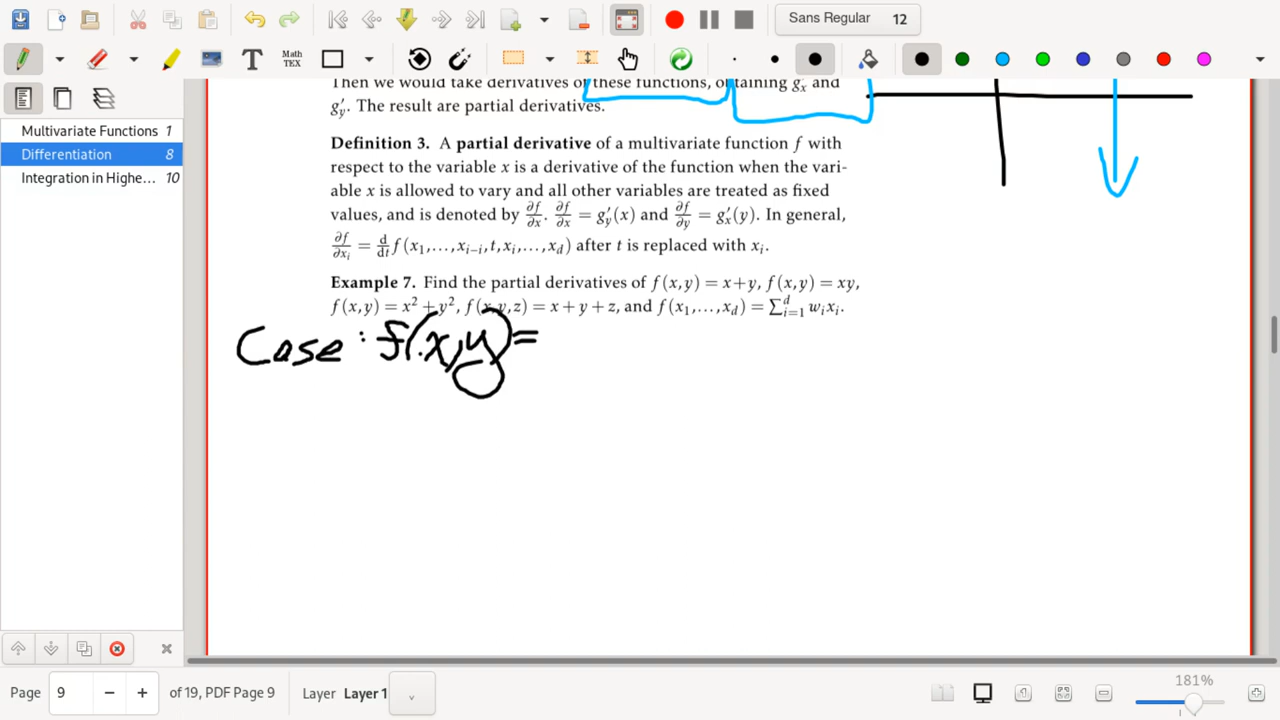 Sans Regular 12
Math
TEX
Multivariate Functions 1
Differentiation 8
Integration in Highe... 10
Then we would take derivatives of these functions, obtaining g′ₓ and
g′ᵧ. The result are partial derivatives.
Definition 3. A partial derivative of a multivariate function f with
respect to the variable x is a derivative of the function when the vari-
able x is allowed to vary and all other variables are treated as fixed
values, and is denoted by ∂f/∂x. ∂f/∂x = g′ᵧ(x) and ∂f/∂y = g′ₓ(y). In general,
∂f/∂xᵢ = d/dt f(x₁,…,xᵢ₋ᵢ,t,xᵢ,…,x_d) after t is replaced with xᵢ.
Example 7. Find the partial derivatives of f(x,y) = x+y, f(x,y) = xy,
f(x,y) = x² + y², f(x,y,z) = x + y + z, and f(x₁,…,x_d) = ∑ᵈᵢ₌₁ wᵢxᵢ.
Case : f(x,y)=
Page 9 of 19, PDF Page 9 Layer Layer 1 181%